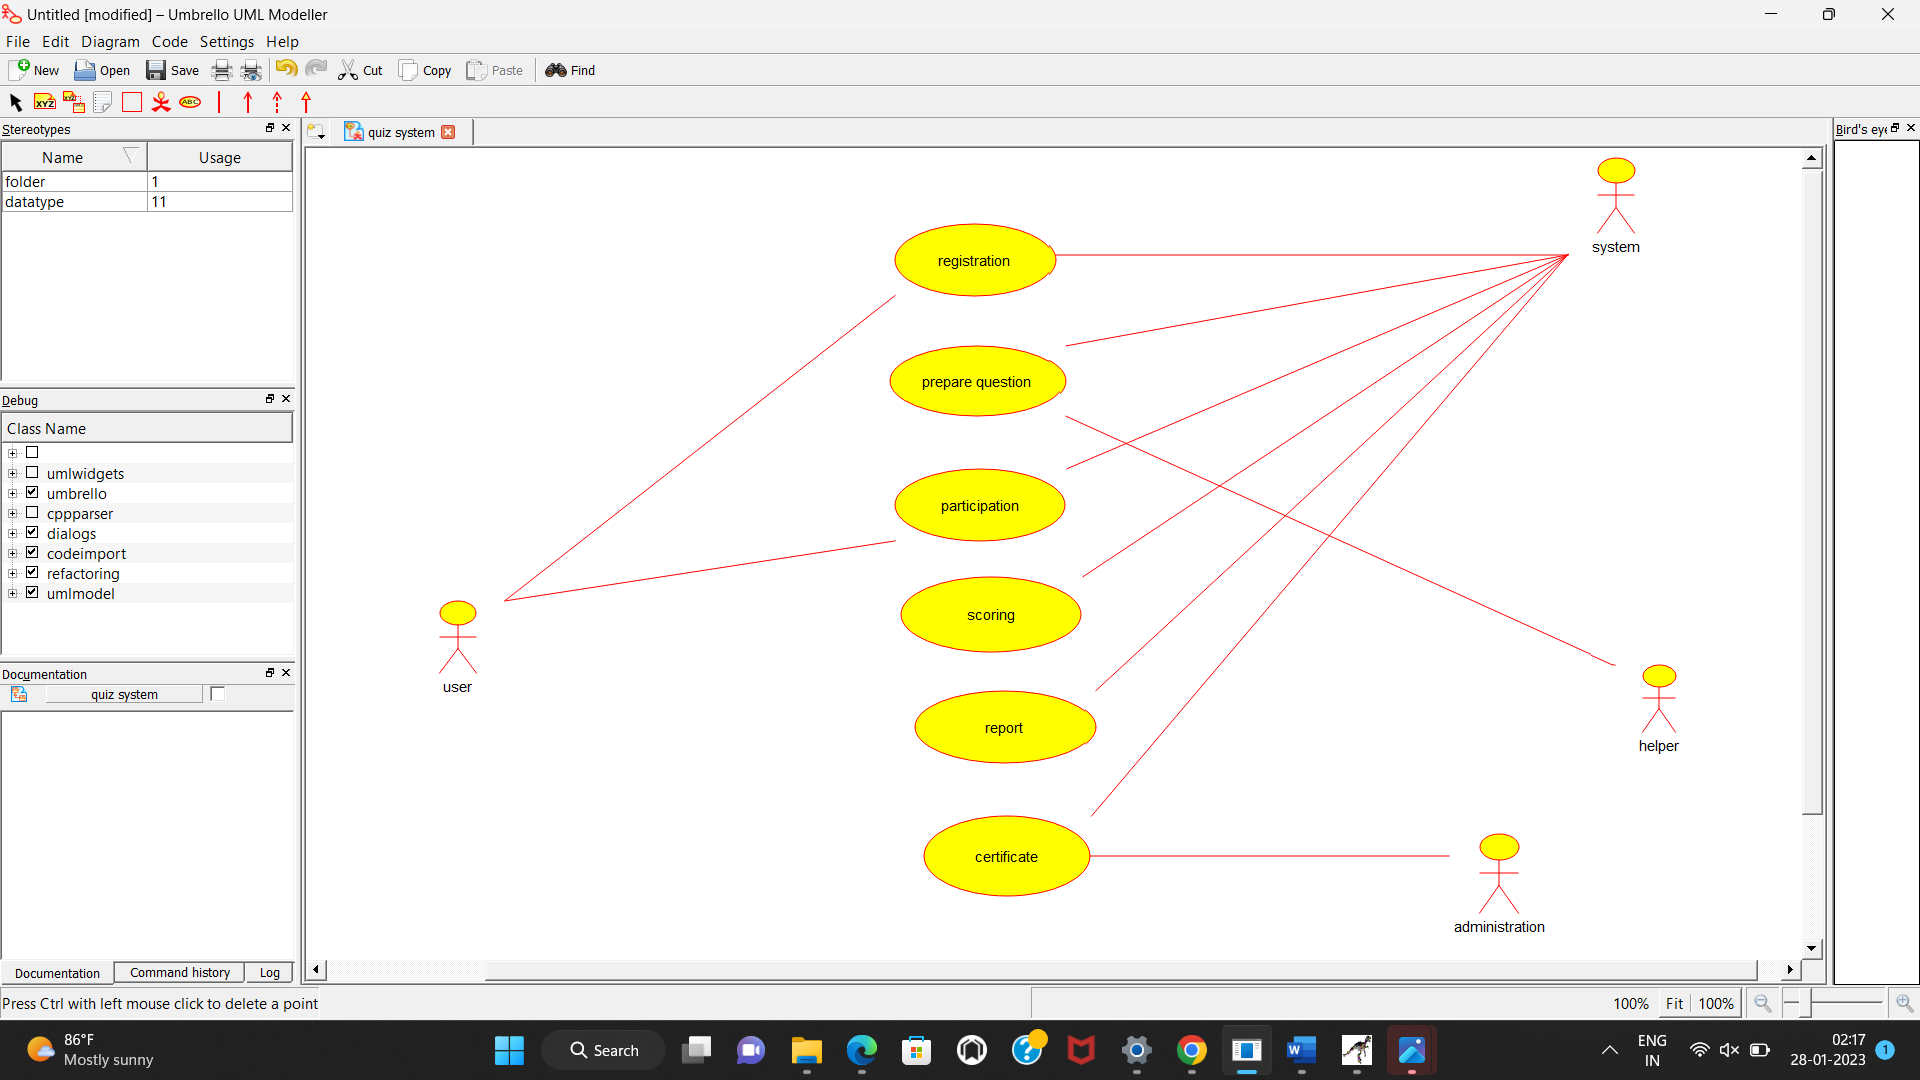 Untitled [modified] – Umbrello UML Modeller
File Edit Diagram Code Settings Help
New Open Save Cut Copy Paste Find
XYZ XYZ ABC
Stereotypes
Name Usage
folder 1
datatype 11
Debug
Class Name
umlwidgets
umbrello
cppparser
dialogs
codeimport
refactoring
umlmodel
Documentation
quiz system
Documentation Command history Log
quiz system
Bird's eye
system
registration
prepare question
participation
scoring
user
report
helper
certificate
administration
Press Ctrl with left mouse click to delete a point
100% Fit 100%
86°F
Mostly sunny
Search
W
ENG
IN
02:17
28-01-2023
1